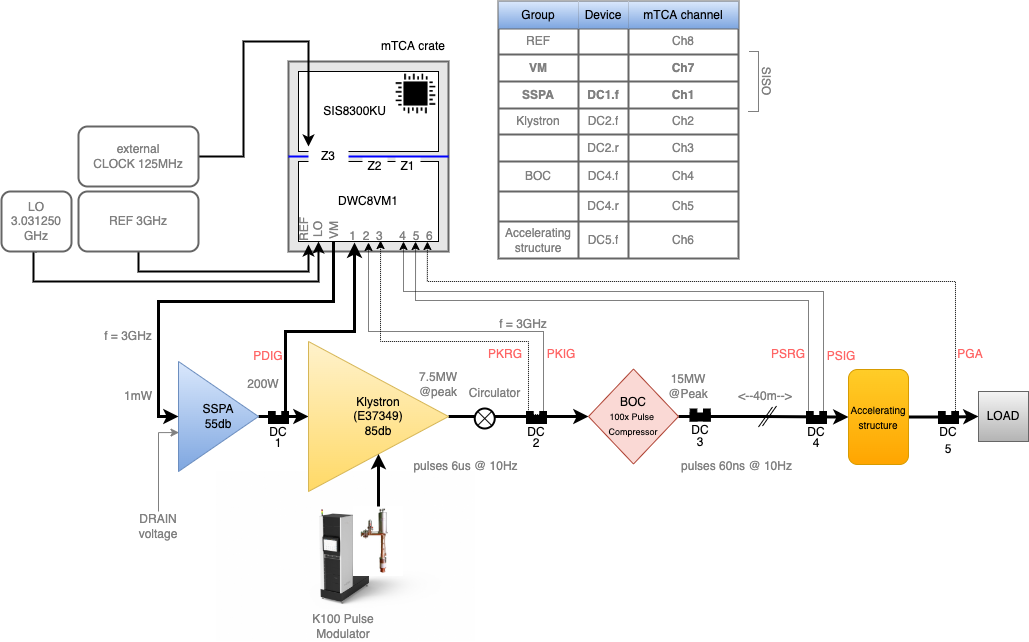 mTCA crate
SIS8300KU
Z3
Z2
Z1
DWC8VM1
REF
LO
VM
1
2
3
4
5
6
external
CLOCK 125MHz
LO
3.031250
GHz
REF 3GHz
Group Device mTCA channel
REF Ch8
VM Ch7
SSPA DC1.f Ch1
Klystron DC2.f Ch2
DC2.r Ch3
BOC DC4.f Ch4
DC4.r Ch5
Accelerating
structure DC5.f Ch6
SISO
f = 3GHz
f = 3GHz
PDIG
PKRG
PKIG
PSRG
PSIG
PGA
1mW
SSPA
55db
200W
DC
1
Klystron
(E37349)
85db
7.5MW
@peak
Circulator
DC
2
pulses 6us @ 10Hz
BOC
100x Pulse
Compressor
15MW
@Peak
DC
3
<--40m-->
pulses 60ns @ 10Hz
DC
4
Accelerating
structure
DC
5
LOAD
DRAIN
voltage
K100 Pulse
Modulator